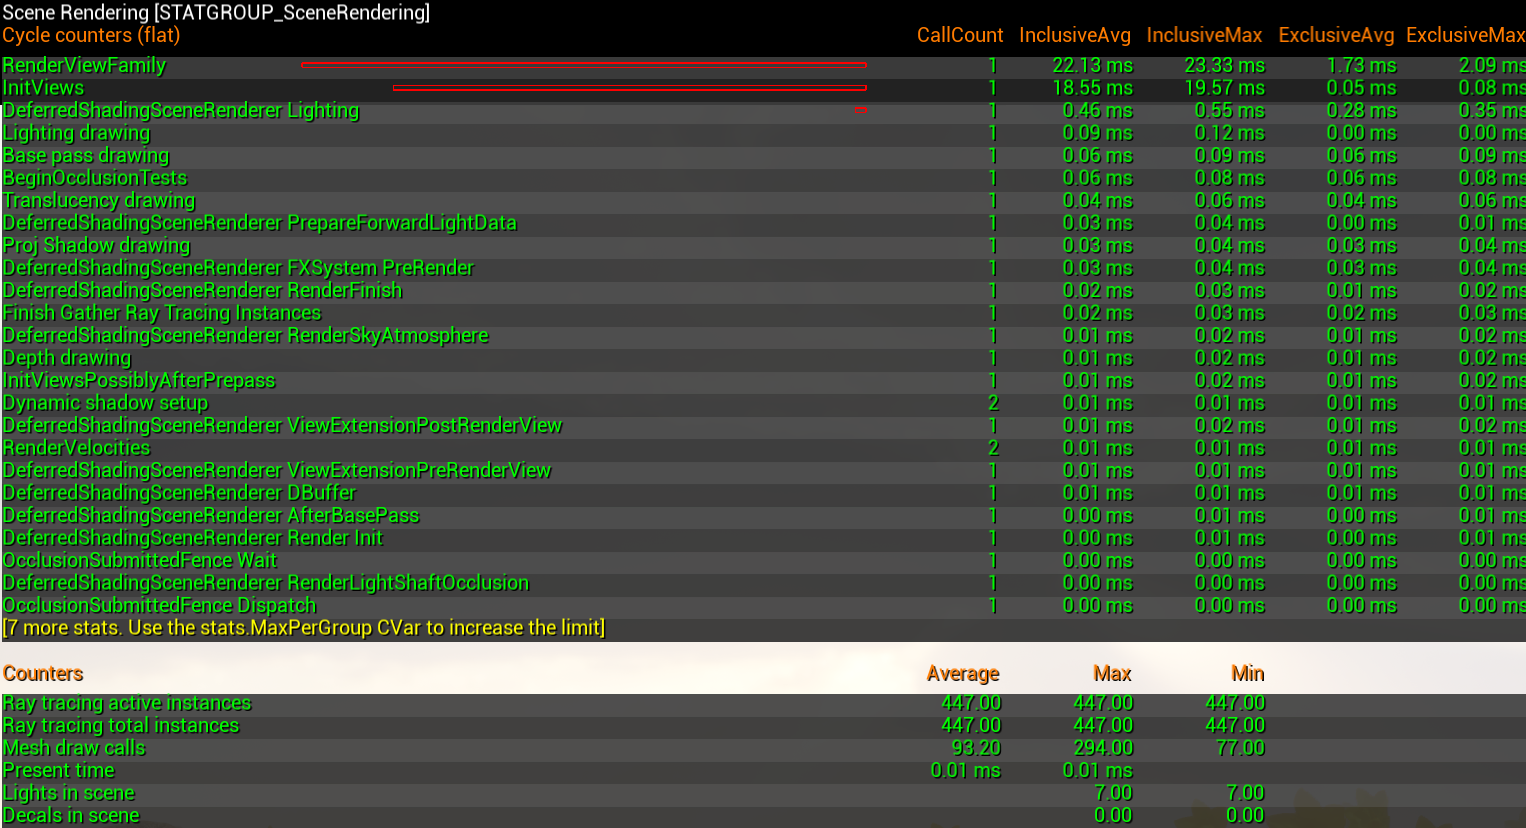 Scene Rendering [STATGROUP_SceneRendering]
Cycle counters (flat) CallCount InclusiveAvg InclusiveMax ExclusiveAvg ExclusiveMax
RenderViewFamily 1 22.13 ms 23.33 ms 1.73 ms 2.09 ms
InitViews 1 18.55 ms 19.57 ms 0.05 ms 0.08 ms
DeferredShadingSceneRenderer Lighting 1 0.46 ms 0.55 ms 0.28 ms 0.35 ms
Lighting drawing 1 0.09 ms 0.12 ms 0.00 ms 0.00 ms
Base pass drawing 1 0.06 ms 0.09 ms 0.06 ms 0.09 ms
BeginOcclusionTests 1 0.06 ms 0.08 ms 0.06 ms 0.08 ms
Translucency drawing 1 0.04 ms 0.06 ms 0.04 ms 0.06 ms
DeferredShadingSceneRenderer PrepareForwardLightData 1 0.03 ms 0.04 ms 0.00 ms 0.01 ms
Proj Shadow drawing 1 0.03 ms 0.04 ms 0.03 ms 0.04 ms
DeferredShadingSceneRenderer FXSystem PreRender 1 0.03 ms 0.04 ms 0.03 ms 0.04 ms
DeferredShadingSceneRenderer RenderFinish 1 0.02 ms 0.03 ms 0.01 ms 0.02 ms
Finish Gather Ray Tracing Instances 1 0.02 ms 0.03 ms 0.02 ms 0.03 ms
DeferredShadingSceneRenderer RenderSkyAtmosphere 1 0.01 ms 0.02 ms 0.01 ms 0.02 ms
Depth drawing 1 0.01 ms 0.02 ms 0.01 ms 0.02 ms
InitViewsPossiblyAfterPrepass 1 0.01 ms 0.02 ms 0.01 ms 0.02 ms
Dynamic shadow setup 2 0.01 ms 0.01 ms 0.01 ms 0.01 ms
DeferredShadingSceneRenderer ViewExtensionPostRenderView 1 0.01 ms 0.02 ms 0.01 ms 0.02 ms
RenderVelocities 2 0.01 ms 0.01 ms 0.01 ms 0.01 ms
DeferredShadingSceneRenderer ViewExtensionPreRenderView 1 0.01 ms 0.01 ms 0.01 ms 0.01 ms
DeferredShadingSceneRenderer DBuffer 1 0.01 ms 0.01 ms 0.01 ms 0.01 ms
DeferredShadingSceneRenderer AfterBasePass 1 0.00 ms 0.01 ms 0.00 ms 0.01 ms
DeferredShadingSceneRenderer Render Init 1 0.00 ms 0.01 ms 0.00 ms 0.01 ms
OcclusionSubmittedFence Wait 1 0.00 ms 0.00 ms 0.00 ms 0.00 ms
DeferredShadingSceneRenderer RenderLightShaftOcclusion 1 0.00 ms 0.00 ms 0.00 ms 0.00 ms
OcclusionSubmittedFence Dispatch 1 0.00 ms 0.00 ms 0.00 ms 0.00 ms
[7 more stats. Use the stats.MaxPerGroup CVar to increase the limit]
Counters Average Max Min
Ray tracing active instances 447.00 447.00 447.00
Ray tracing total instances 447.00 447.00 447.00
Mesh draw calls 93.20 294.00 77.00
Present time 0.01 ms 0.01 ms
Lights in scene 7.00 7.00
Decals in scene 0.00 0.00